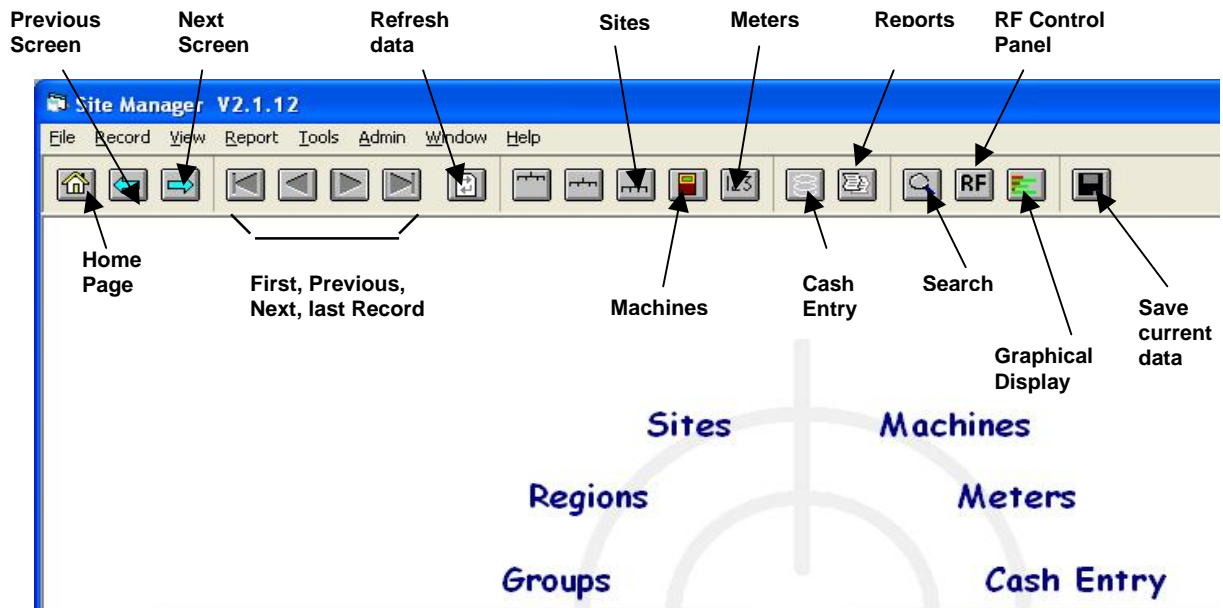 Previous
Screen
Next
Screen
Refresh
data
Sites
Meters
Reports
RF Control
Panel
Site Manager V2.1.12
File Record View Report Tools Admin Window Help
123
RF
Home
Page
First, Previous,
Next, last Record
Machines
Cash
Entry
Search
Graphical
Display
Save
current
data
Sites
Machines
Regions
Meters
Groups
Cash Entry